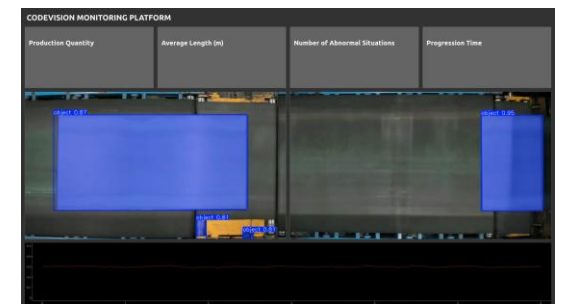 CODEVISION MONITORING PLATFORM
Production Quantity
Average Length (m)
Number of Abnormal Situations
Progression Time
object 0.87
object 0.95
object 0.81
object 0.81